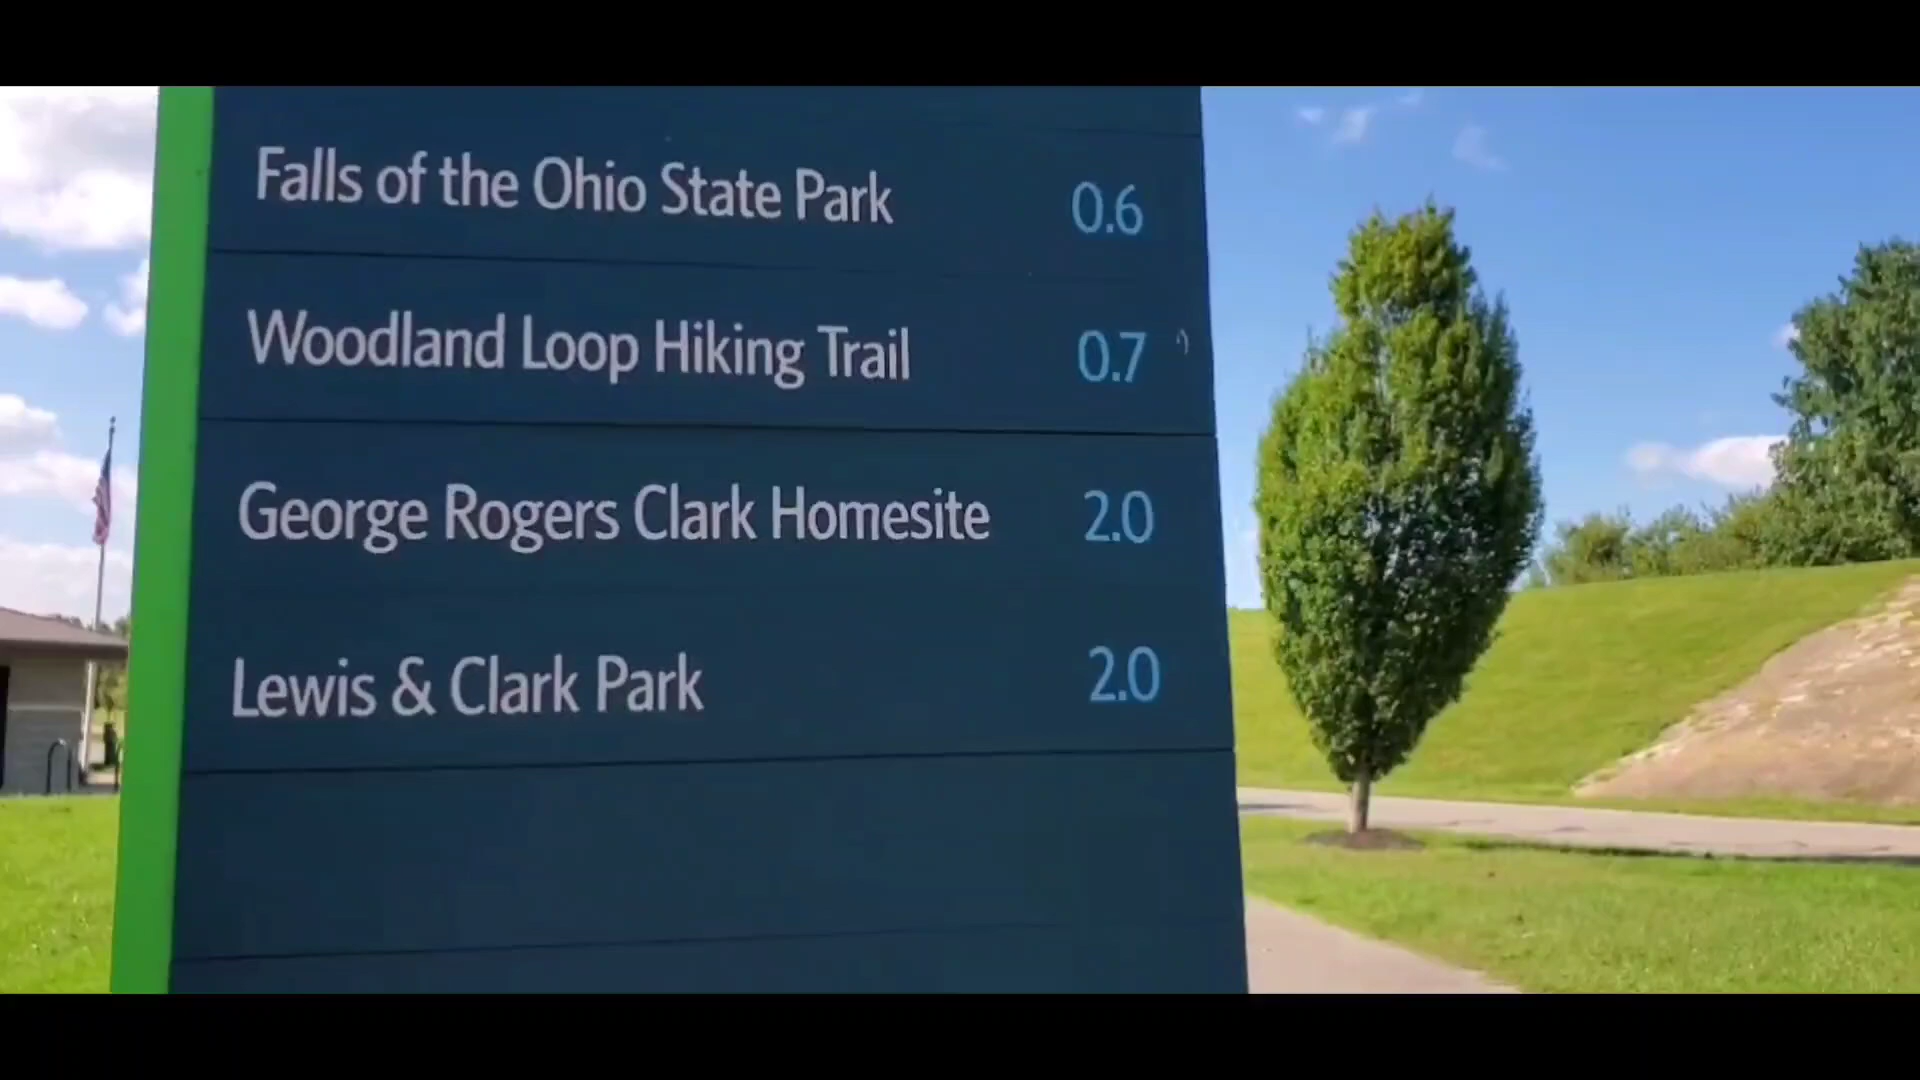 Falls of the Ohio State Park 0.6
Woodland Loop Hiking Trail 0.7
George Rogers Clark Homesite 2.0
Lewis & Clark Park 2.0